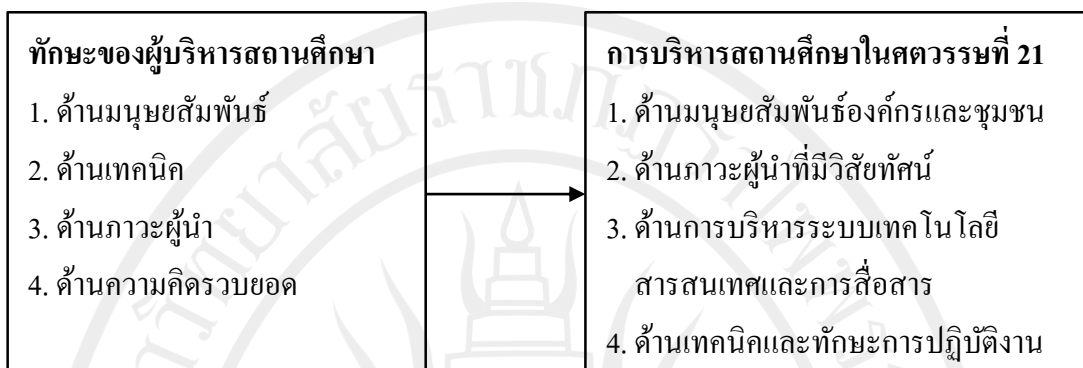 ทักษะของผู้บริหารสถานศึกษา
1. ด้านมนุษยสัมพันธ์
2. ด้านเทคนิค
3. ด้านภาวะผู้นำ
4. ด้านความคิดรวบยอด
การบริหารสถานศึกษาในศตวรรษที่ 21
1. ด้านมนุษยสัมพันธ์องค์กรและชุมชน
2. ด้านภาวะผู้นำที่มีวิสัยทัศน์
3. ด้านการบริหารระบบเทคโนโลยี
สารสนเทศและการสื่อสาร
4. ด้านเทคนิคและทักษะการปฏิบัติงาน